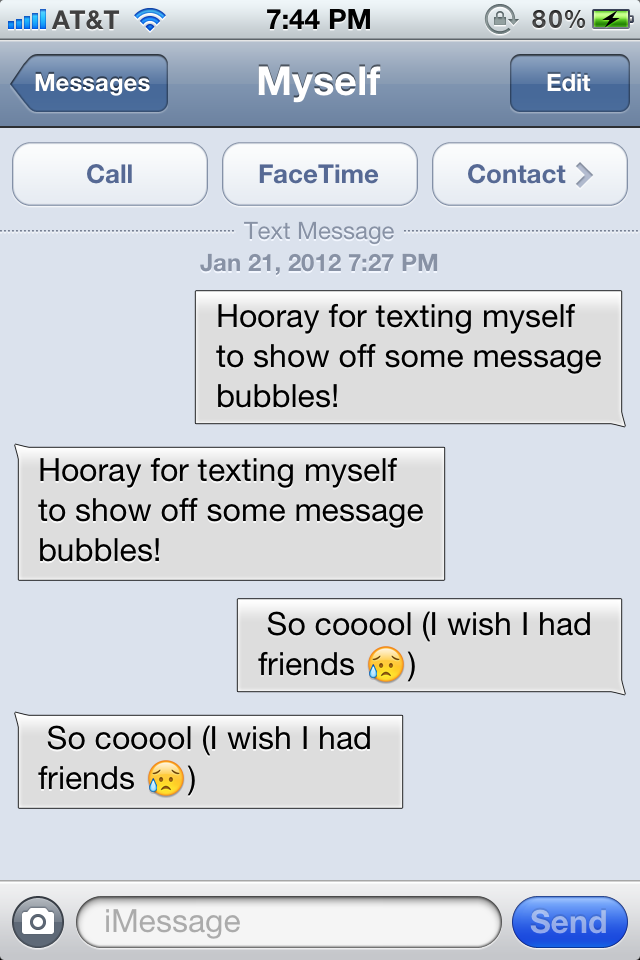 AT&T 7:44 PM 80%
Messages Myself Edit
Call FaceTime Contact
Text Message
Jan 21, 2012 7:27 PM
Hooray for texting myself
to show off some message
bubbles!
Hooray for texting myself
to show off some message
bubbles!
So cooool (I wish I had
friends 😥)
So cooool (I wish I had
friends 😥)
iMessage Send